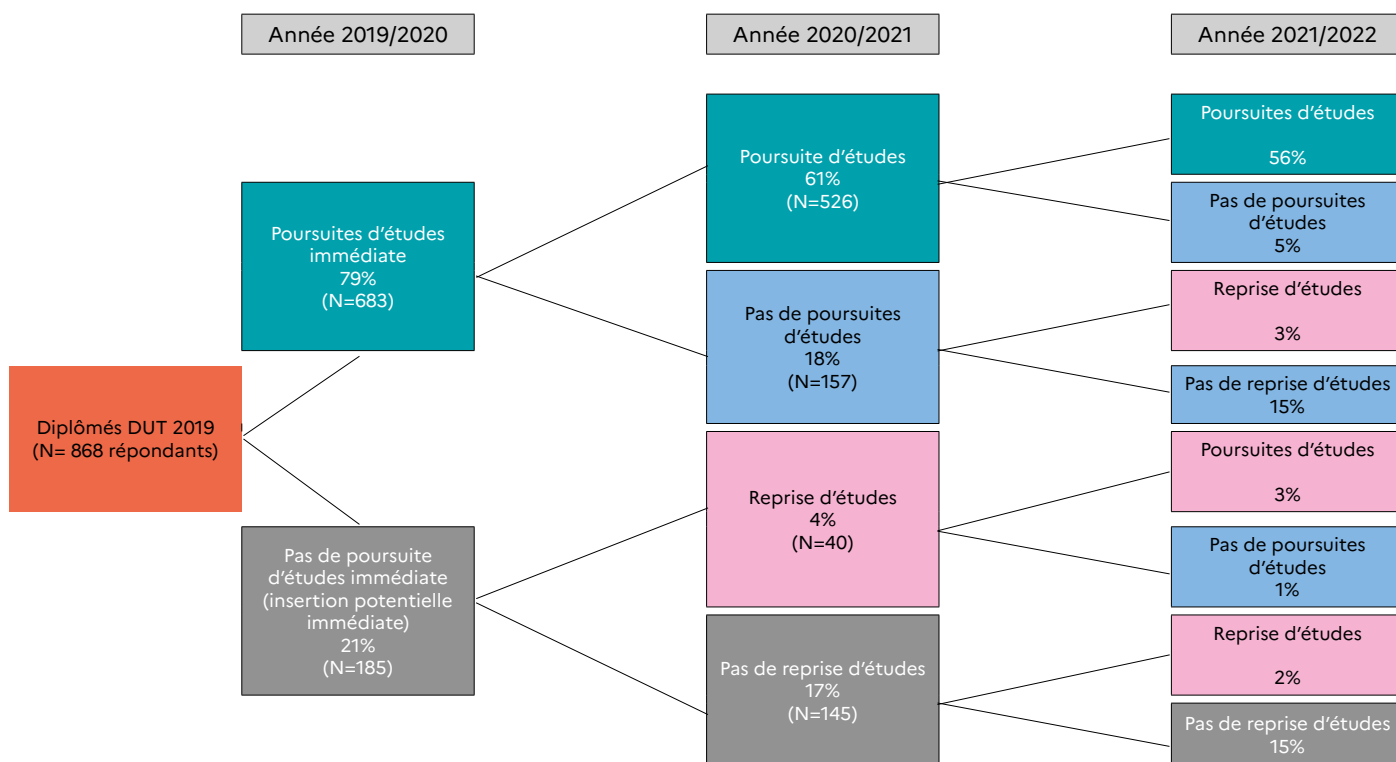 Année 2019/2020
Année 2020/2021
Année 2021/2022
Diplômés DUT 2019
(N= 868 répondants)
Poursuites d'études
immédiate
79%
(N=683)
Pas de poursuite
d'études immédiate
(insertion potentielle
immédiate)
21%
(N=185)
Poursuite d'études
61%
(N=526)
Pas de poursuites
d'études
18%
(N=157)
Reprise d'études
4%
(N=40)
Pas de reprise d'études
17%
(N=145)
Poursuites d'études
56%
Pas de poursuites
d'études
5%
Reprise d'études
3%
Pas de reprise d'études
15%
Poursuites d'études
3%
Pas de poursuites
d'études
1%
Reprise d'études
2%
Pas de reprise d'études
15%